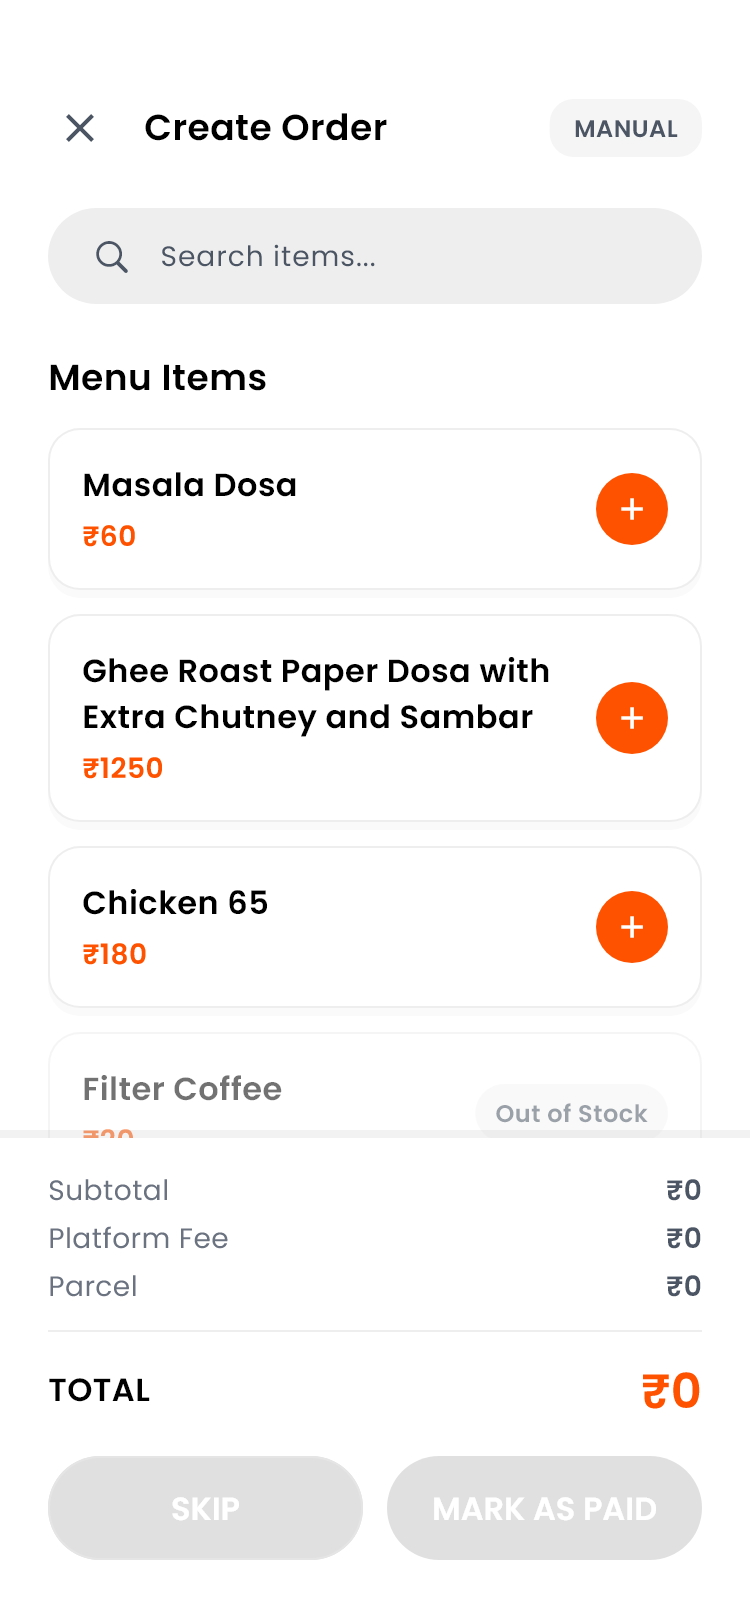 Create Order
MANUAL
Search items...
Menu Items
Masala Dosa
₹60
Ghee Roast Paper Dosa with
Extra Chutney and Sambar
₹1250
Chicken 65
₹180
Filter Coffee
Out of Stock
Subtotal
₹0
Platform Fee
₹0
Parcel
₹0
TOTAL
₹0
SKIP
MARK AS PAID